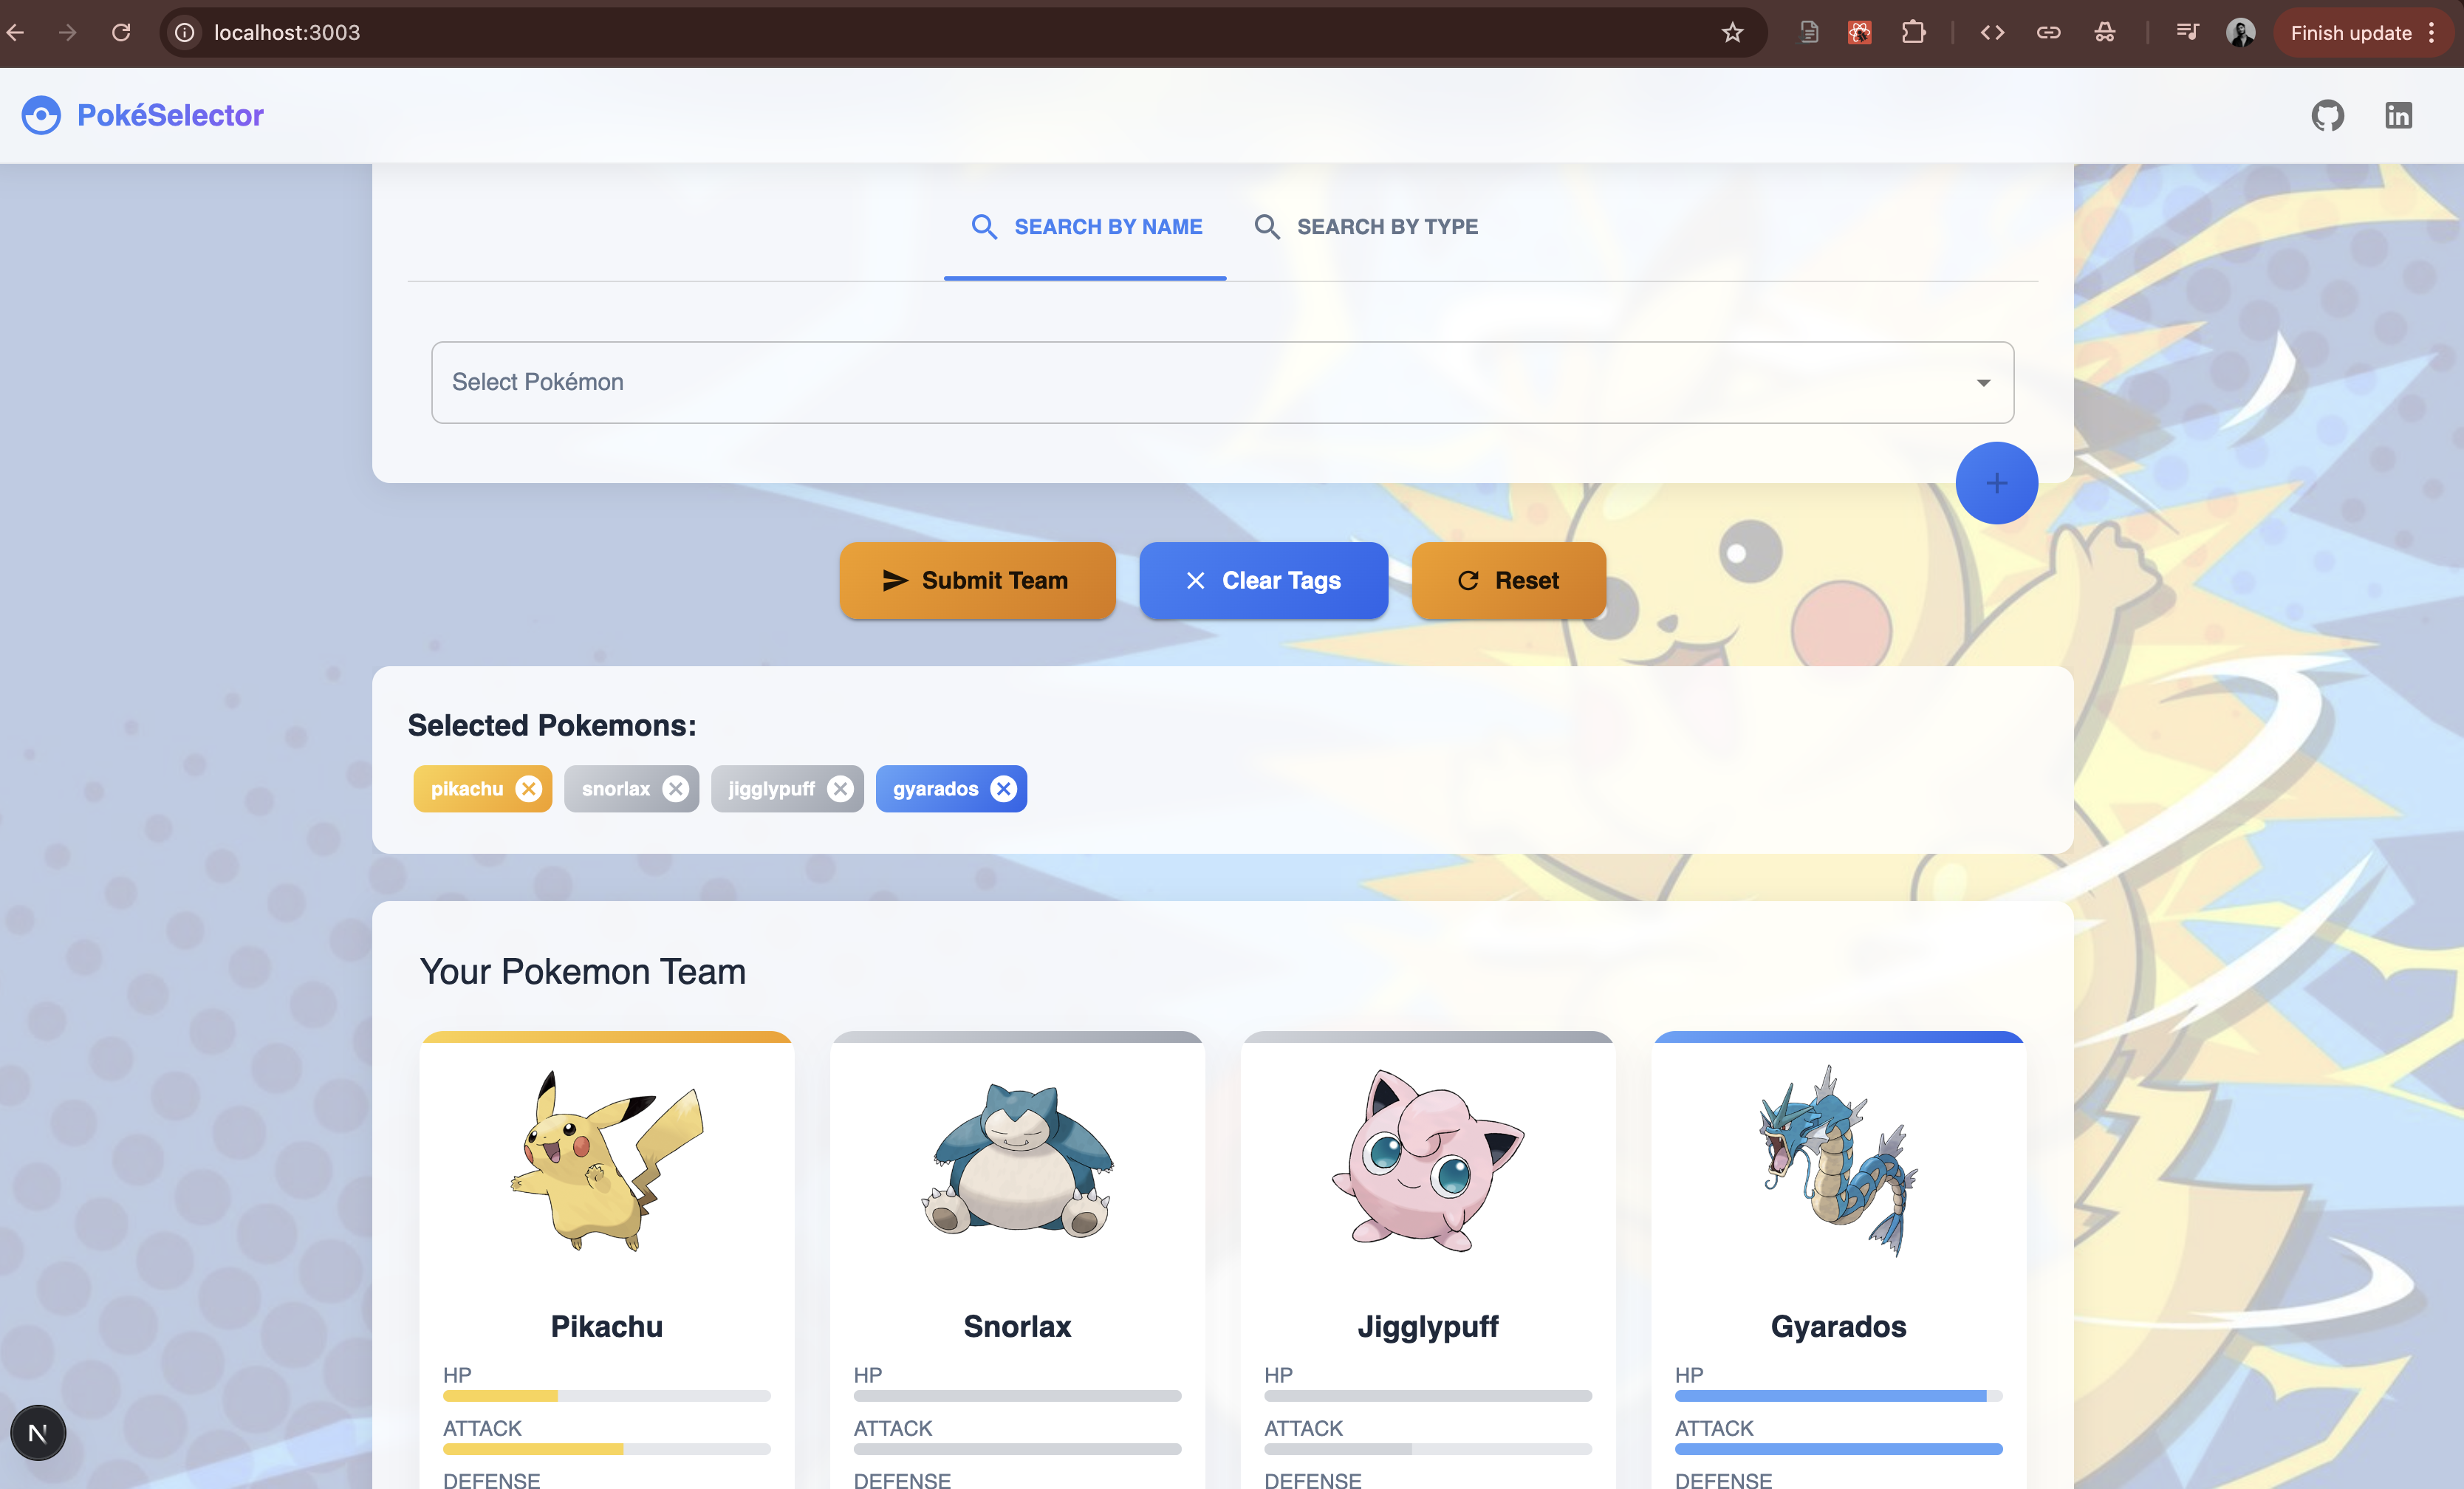 localhost:3003
Finish update
PokéSelector
SEARCH BY NAME
SEARCH BY TYPE
Select Pokémon
Submit Team
Clear Tags
Reset
Selected Pokemons:
pikachu
snorlax
jigglypuff
gyarados
Your Pokemon Team
Pikachu
HP
ATTACK
DEFENSE
Snorlax
HP
ATTACK
DEFENSE
Jigglypuff
HP
ATTACK
DEFENSE
Gyarados
HP
ATTACK
DEFENSE
N